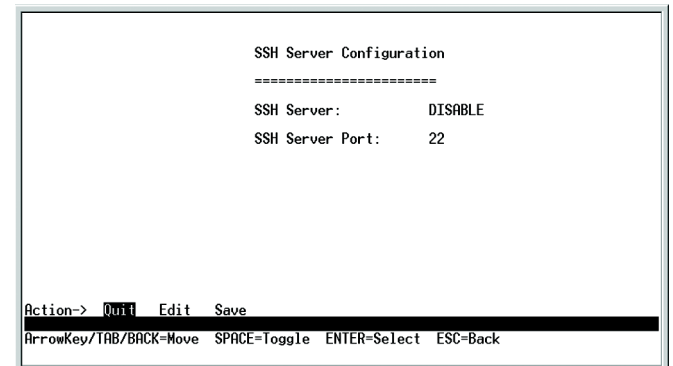 SSH Server Configuration
=======================
SSH Server: DISABLE
SSH Server Port: 22
Action-> Quit Edit Save
ArrowKey/TAB/BACK=Move SPACE=Toggle ENTER=Select ESC=Back